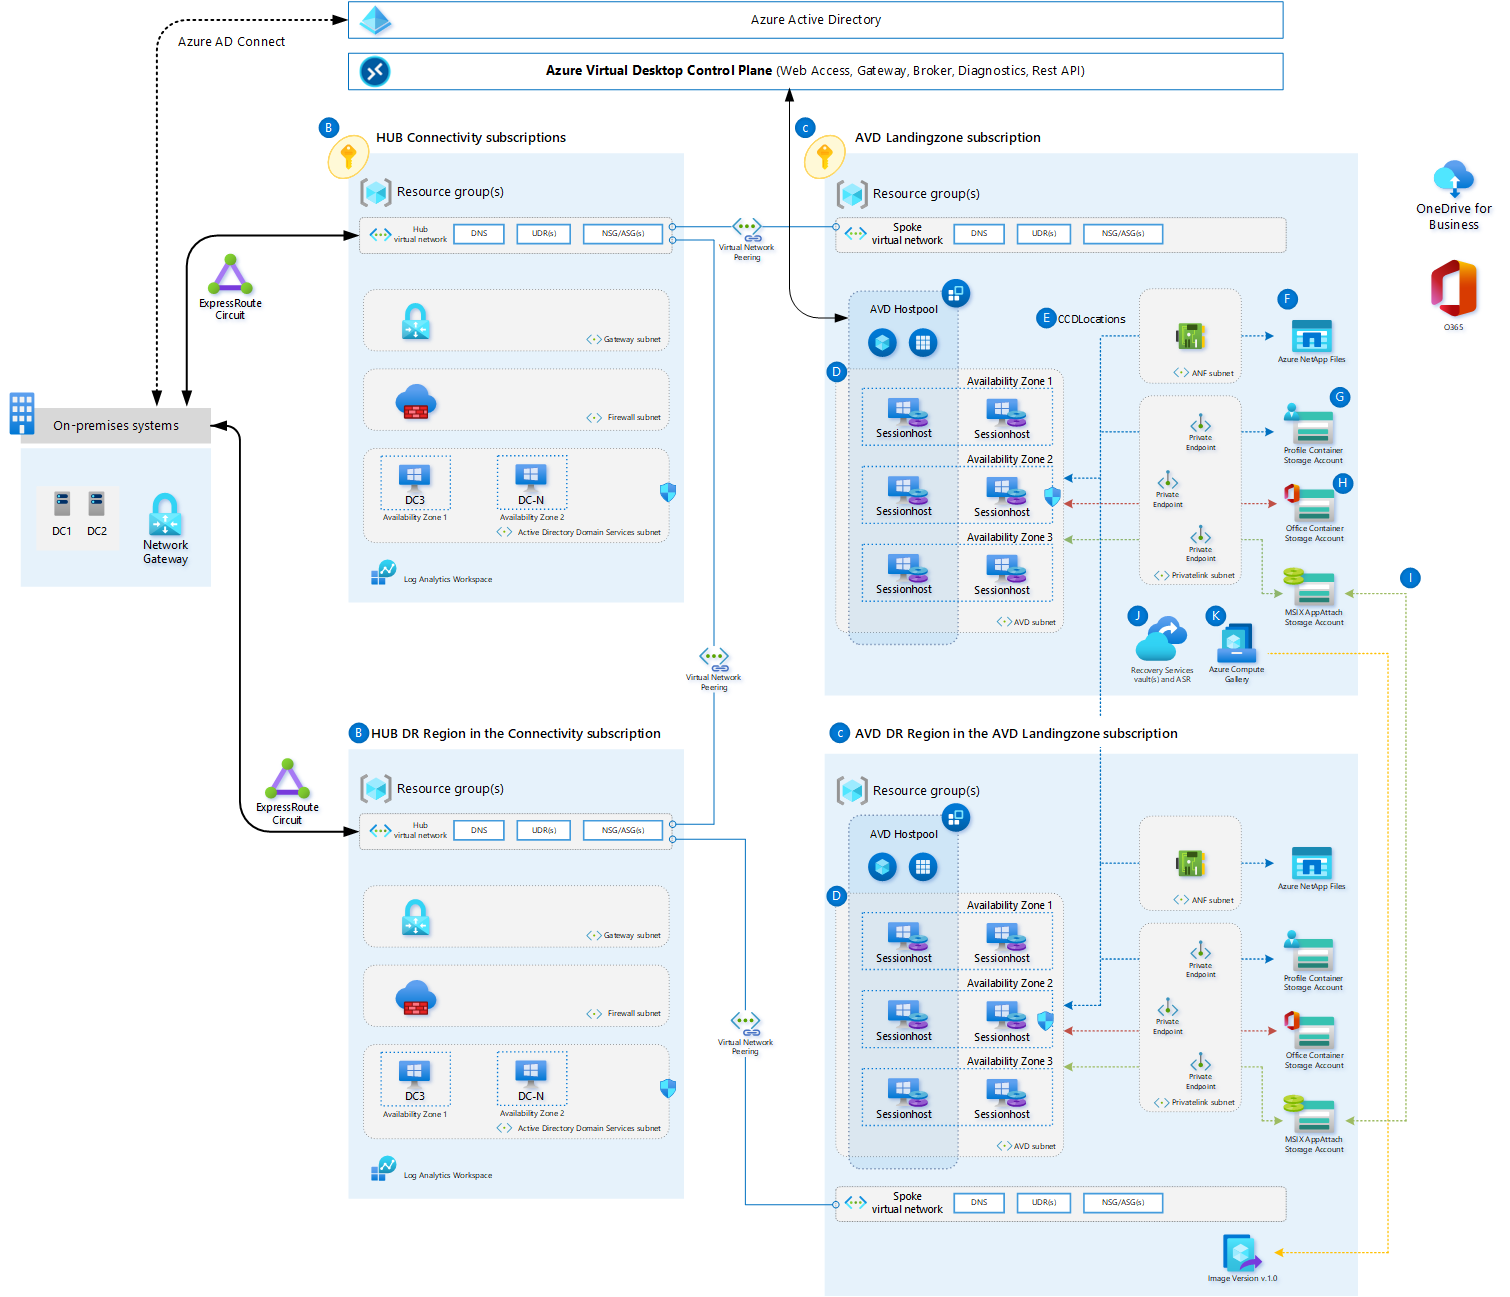 Azure Active Directory
Azure AD Connect
Azure Virtual Desktop Control Plane (Web Access, Gateway, Broker, Diagnostics, Rest API)
B
HUB Connectivity subscriptions
Resource group(s)
Hub
virtual network
DNS
UDR(s)
NSG/ASG(s)
Gateway subnet
Firewall subnet
DC3
Availability Zone 1
DC-N
Availability Zone 2
Active Directory Domain Services subnet
Log Analytics Workspace
Virtual Network
Peering
c
AVD Landingzone subscription
Resource group(s)
Spoke
virtual network
DNS
UDR(s)
NSG/ASG(s)
AVD Hostpool
D
Availability Zone 1
Sessionhost
Sessionhost
Availability Zone 2
Sessionhost
Sessionhost
Availability Zone 3
Sessionhost
Sessionhost
AVD subnet
E
CCDLocations
ANF subnet
F
Azure NetApp Files
G
Private
Endpoint
Profile Container
Storage Account
H
Private
Endpoint
Office Container
Storage Account
Private
Endpoint
Privatelink subnet
MSIX AppAttach
Storage Account
I
J
Recovery Services
vault(s) and ASR
K
Azure Compute
Gallery
OneDrive for
Business
O365
ExpressRoute
Circuit
On-premises systems
DC1
DC2
Network
Gateway
ExpressRoute
Circuit
Virtual Network
Peering
B
HUB DR Region in the Connectivity subscription
Resource group(s)
Hub
virtual network
DNS
UDR(s)
NSG/ASG(s)
Gateway subnet
Firewall subnet
DC3
Availability Zone 1
DC-N
Availability Zone 2
Active Directory Domain Services subnet
Log Analytics Workspace
Virtual Network
Peering
c
AVD DR Region in the AVD Landingzone subscription
Resource group(s)
AVD Hostpool
D
Availability Zone 1
Sessionhost
Sessionhost
Availability Zone 2
Sessionhost
Sessionhost
Availability Zone 3
Sessionhost
Sessionhost
AVD subnet
ANF subnet
Azure NetApp Files
Private
Endpoint
Profile Container
Storage Account
Private
Endpoint
Office Container
Storage Account
Private
Endpoint
Privatelink subnet
MSIX AppAttach
Storage Account
Spoke
virtual network
DNS
UDR(s)
NSG/ASG(s)
Image Version v.1.0